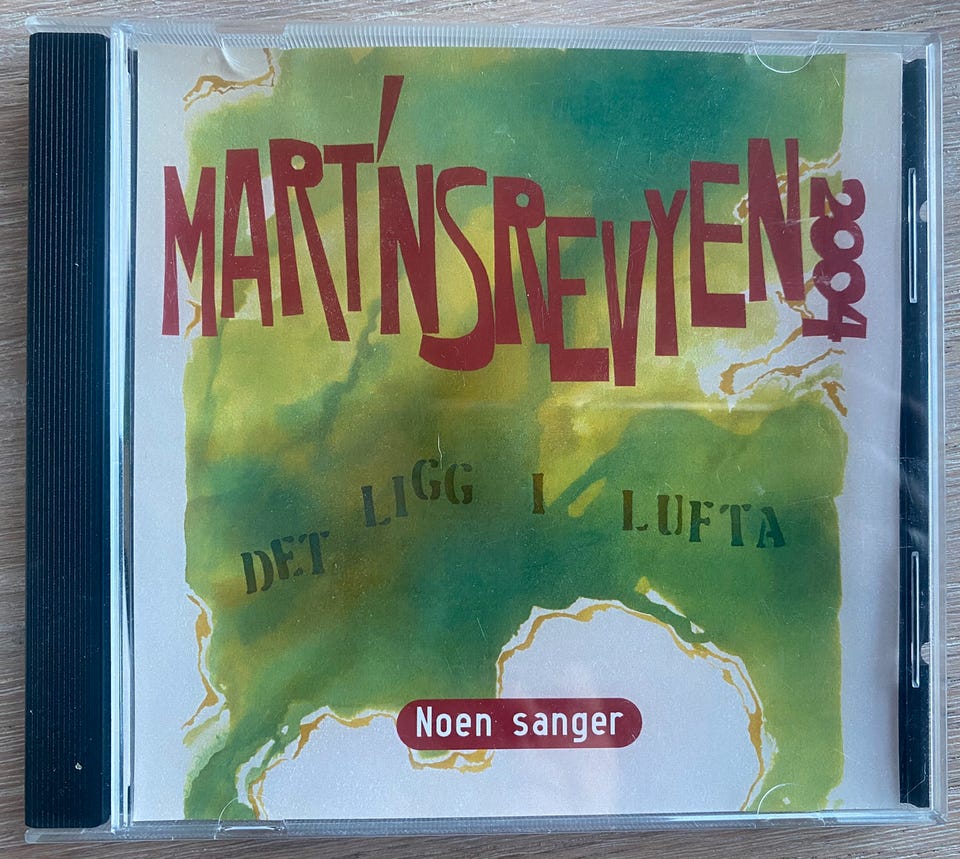 MART'NSREVYEN 2004
DET LIGG I LUFTA
Noen sanger